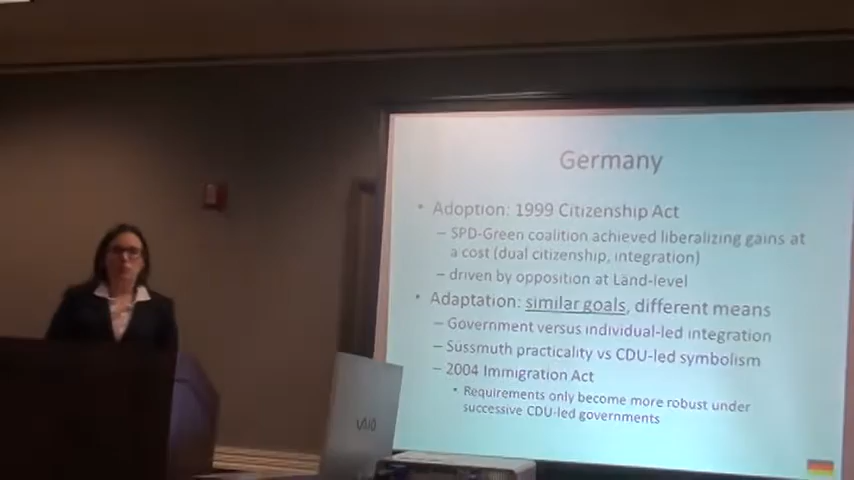 Germany
• Adoption: 1999 Citizenship Act
– SPD-Green coalition achieved liberalizing gains at
a cost (dual citizenship, integration)
– driven by opposition at Land-level
• Adaptation: similar goals, different means
– Government versus individual-led integration
– Sussmuth practicality vs CDU-led symbolism
– 2004 Immigration Act
• Requirements only become more robust under
successive CDU-led governments
VAIO